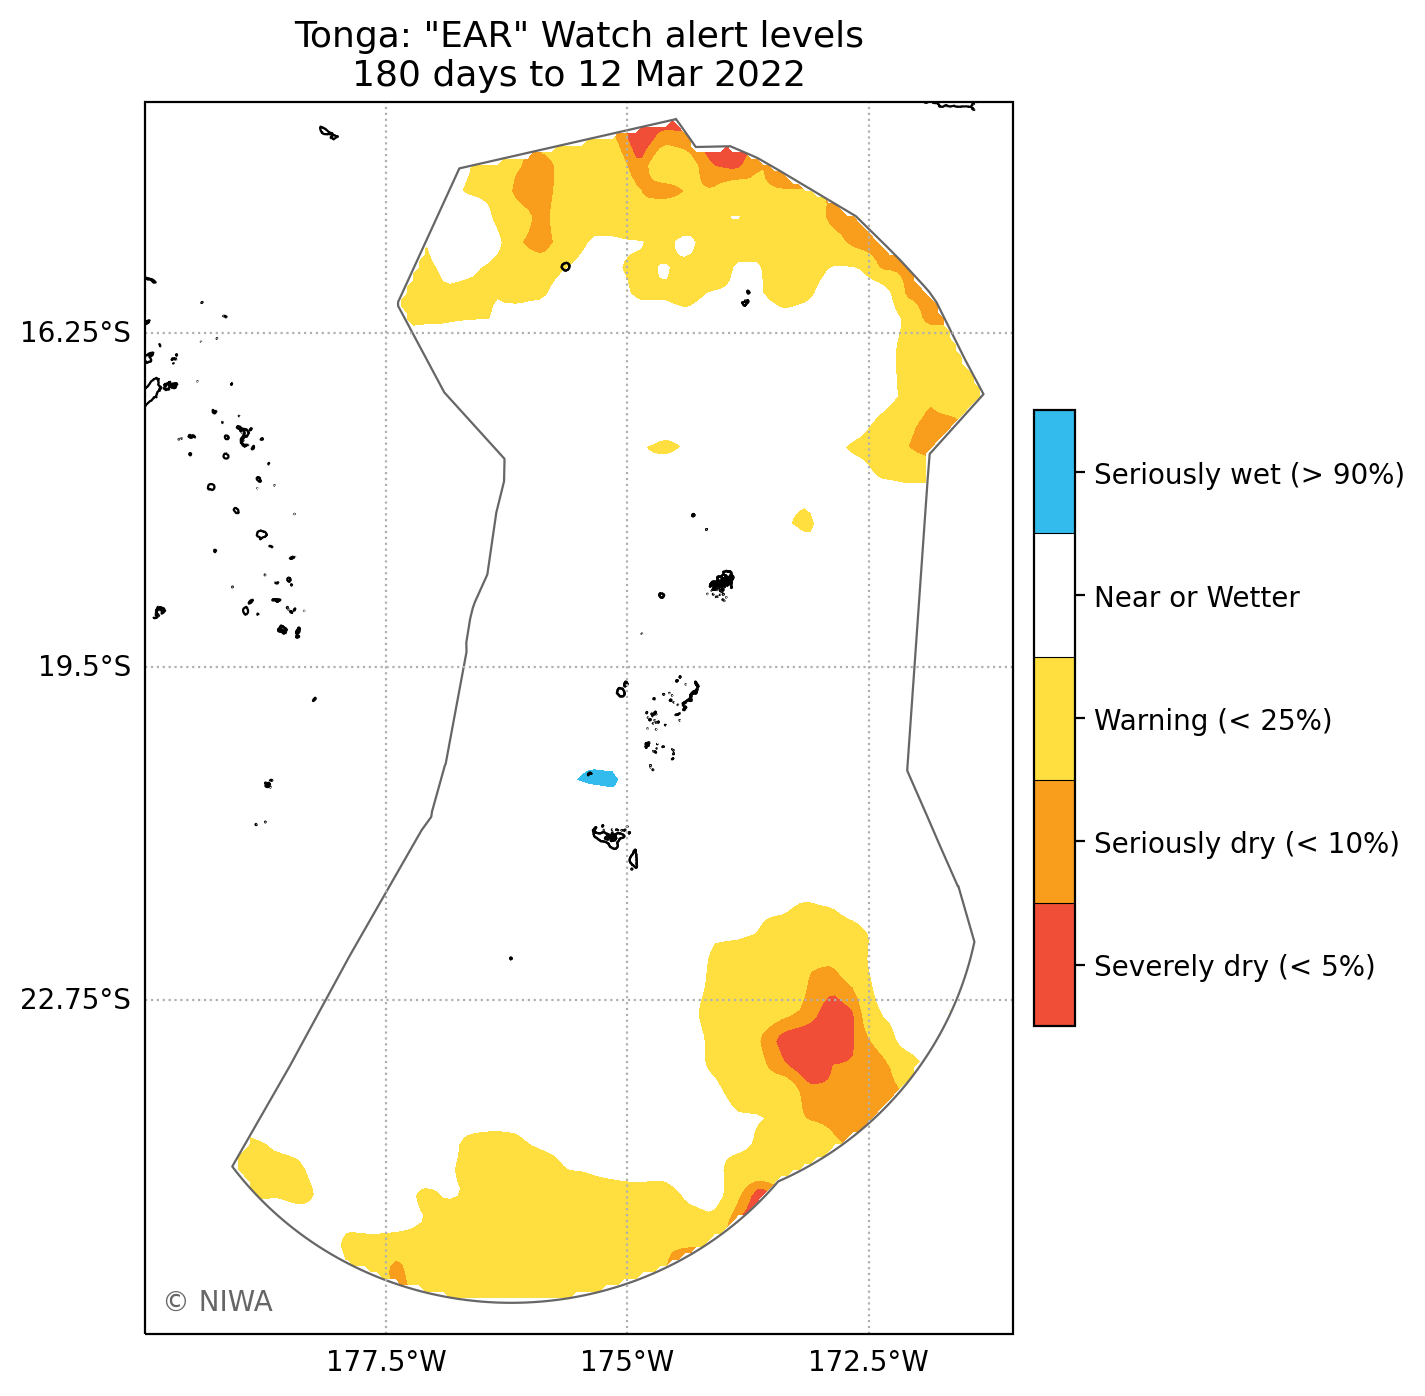 Tonga: "EAR" Watch alert levels
180 days to 12 Mar 2022
16.25°S
19.5°S
22.75°S
177.5°W
175°W
172.5°W
Seriously wet (> 90%)
Near or Wetter
Warning (< 25%)
Seriously dry (< 10%)
Severely dry (< 5%)
© NIWA